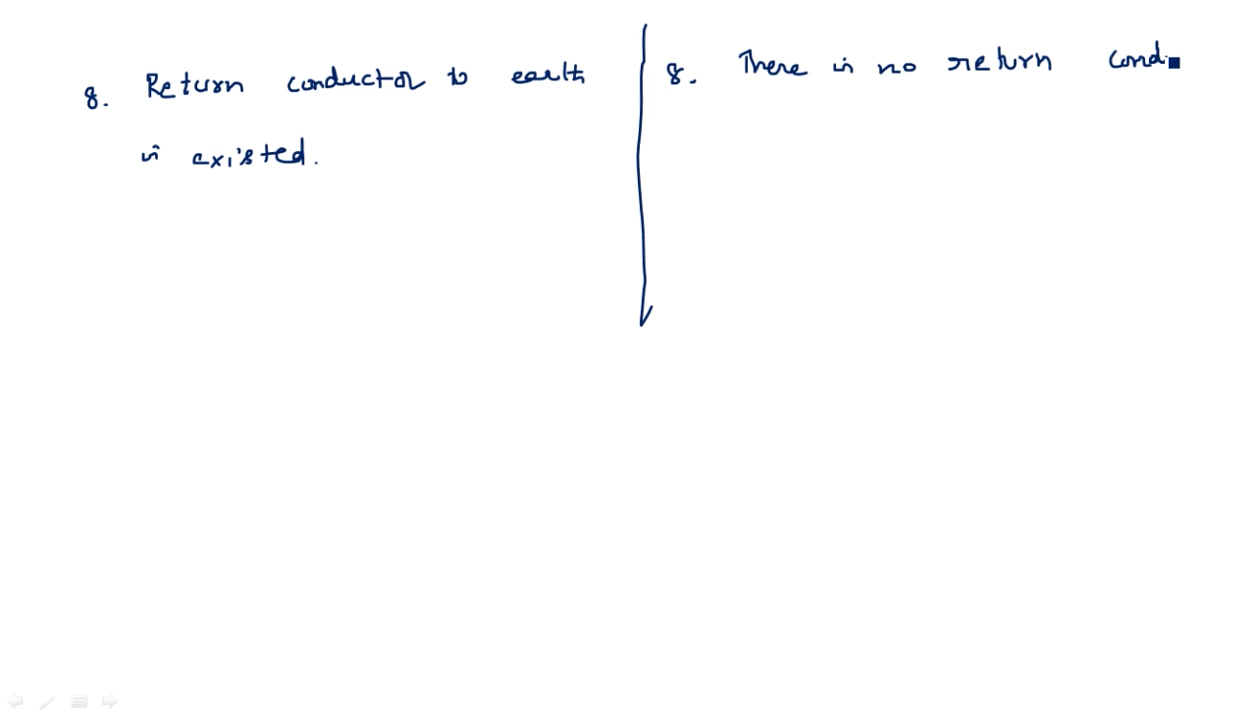 8. Return conductor to earth
is existed.
8. There is no return cond